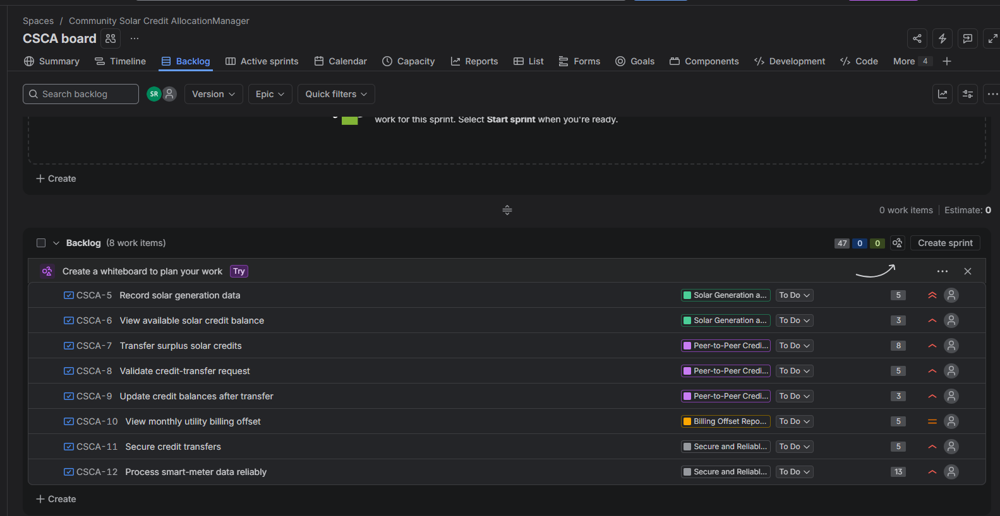 Spaces / Community Solar Credit AllocationManager
CSCA board
Summary Timeline Backlog Active sprints Calendar Capacity Reports List Forms Goals Components Development Code More 4
Search backlog SR Version Epic Quick filters
work for this sprint. Select Start sprint when you're ready.
Create
0 work items Estimate: 0
Backlog (8 work items) 47 0 0 Create sprint
Create a whiteboard to plan your work Try
CSCA-5 Record solar generation data Solar Generation a... To Do 5
CSCA-6 View available solar credit balance Solar Generation a... To Do 3
CSCA-7 Transfer surplus solar credits Peer-to-Peer Credi... To Do 8
CSCA-8 Validate credit-transfer request Peer-to-Peer Credi... To Do 5
CSCA-9 Update credit balances after transfer Peer-to-Peer Credi... To Do 3
CSCA-10 View monthly utility billing offset Billing Offset Repo... To Do 5
CSCA-11 Secure credit transfers Secure and Reliabl... To Do 5
CSCA-12 Process smart-meter data reliably Secure and Reliabl... To Do 13
Create